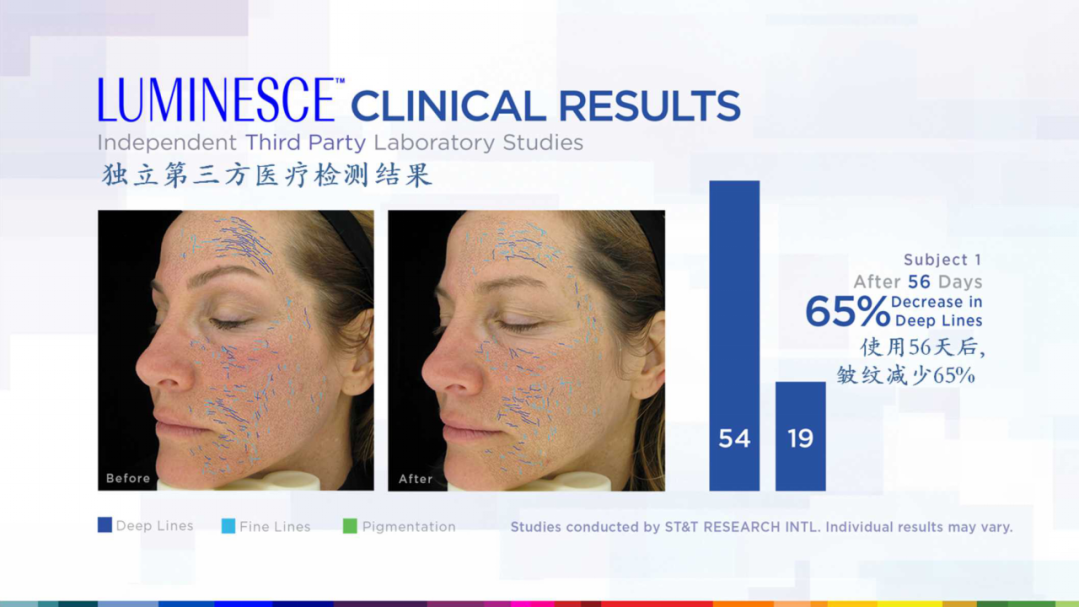 LUMINESCE™ CLINICAL RESULTS
Independent Third Party Laboratory Studies
独立第三方医疗检测结果
Before
After
54
19
Subject 1
After 56 Days
65% Decrease in
Deep Lines
使用56天后,
皱纹减少65%
Deep Lines
Fine Lines
Pigmentation
Studies conducted by ST&T RESEARCH INTL. Individual results may vary.